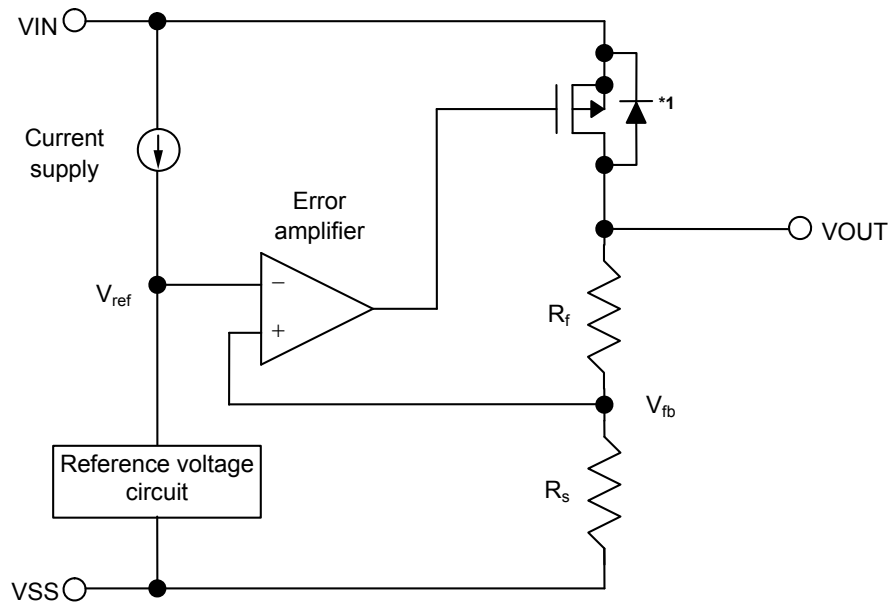 VIN
*1
Current
supply
Error
amplifier
VOUT
Vref
−
+
Rf
Vfb
Reference voltage
circuit
Rs
VSS